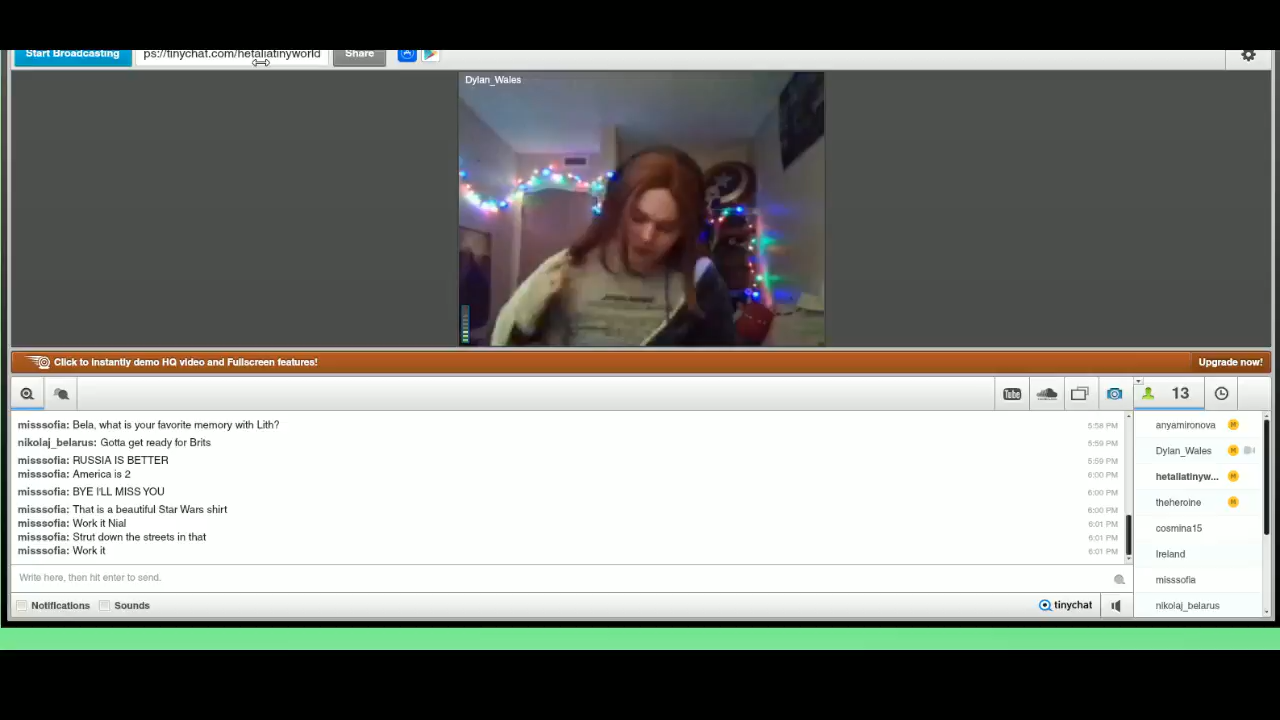 Start Broadcasting
ps://tinychat.com/hetaliatinyworld
Share
Dylan_Wales
Click to instantly demo HQ video and Fullscreen features!
Upgrade now!
You Tube
13
misssofia: Bela, what is your favorite memory with Lith?
5:58 PM
nikolaj_belarus: Gotta get ready for Brits
5:59 PM
misssofia: RUSSIA IS BETTER
5:59 PM
misssofia: America is 2
6:00 PM
misssofia: BYE I'LL MISS YOU
6:00 PM
misssofia: That is a beautiful Star Wars shirt
6:00 PM
misssofia: Work it Nial
6:01 PM
misssofia: Strut down the streets in that
6:01 PM
misssofia: Work it
6:01 PM
anyamironova M
Dylan_Wales M
hetaliatinyw... M
theheroine M
cosmina15
Ireland
misssofia
nikolaj_belarus
Write here, then hit enter to send.
Notifications
Sounds
tinychat